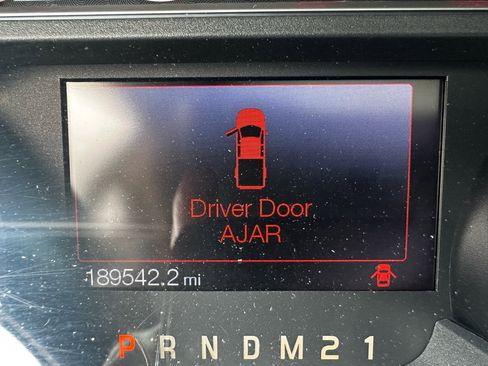 Driver Door
AJAR
189542.2 mi
P R N D M 2 1